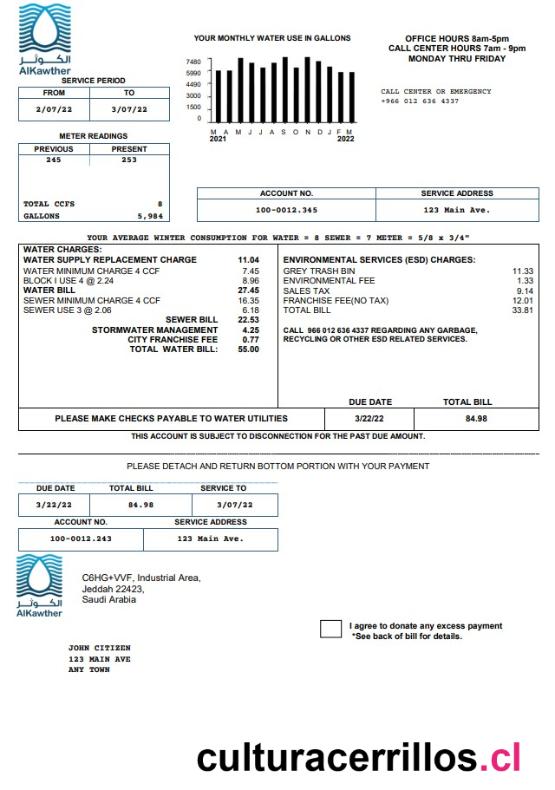 الكـوثـر
AlKawther
YOUR MONTHLY WATER USE IN GALLONS
7480
5990
4490
3000
1500
0
M A M J J A S O N D J F M
2021 2022
OFFICE HOURS 8am-5pm
CALL CENTER HOURS 7am - 9pm
MONDAY THRU FRIDAY
CALL CENTER OR EMERGENCY
+966 012 636 4337
SERVICE PERIOD
FROM TO
2/07/22 3/07/22
METER READINGS
PREVIOUS PRESENT
245 253
TOTAL CCFS 8
GALLONS 5,984
ACCOUNT NO. SERVICE ADDRESS
100-0012.345 123 Main Ave.
YOUR AVERAGE WINTER CONSUMPTION FOR WATER = 8 SEWER = 7 METER = 5/8 x 3/4"
WATER CHARGES:
WATER SUPPLY REPLACEMENT CHARGE 11.04
WATER MINIMUM CHARGE 4 CCF 7.45
BLOCK I USE 4 @ 2.24 8.96
WATER BILL 27.45
SEWER MINIMUM CHARGE 4 CCF 16.35
SEWER USE 3 @ 2.06 6.18
SEWER BILL 22.53
STORMWATER MANAGEMENT 4.25
CITY FRANCHISE FEE 0.77
TOTAL WATER BILL: 55.00
ENVIRONMENTAL SERVICES (ESD) CHARGES:
GREY TRASH BIN 11.33
ENVIRONMENTAL FEE 1.33
SALES TAX 9.14
FRANCHISE FEE(NO TAX) 12.01
TOTAL BILL 33.81
CALL 966 012 636 4337 REGARDING ANY GARBAGE,
RECYCLING OR OTHER ESD RELATED SERVICES.
DUE DATE TOTAL BILL
PLEASE MAKE CHECKS PAYABLE TO WATER UTILITIES 3/22/22 84.98
THIS ACCOUNT IS SUBJECT TO DISCONNECTION FOR THE PAST DUE AMOUNT.
PLEASE DETACH AND RETURN BOTTOM PORTION WITH YOUR PAYMENT
DUE DATE TOTAL BILL SERVICE TO
3/22/22 84.98 3/07/22
ACCOUNT NO. SERVICE ADDRESS
100-0012.243 123 Main Ave.
الكـوثـر
AlKawther
C6HG+VVF, Industrial Area,
Jeddah 22423,
Saudi Arabia
I agree to donate any excess payment
*See back of bill for details.
JOHN CITIZEN
123 MAIN AVE
ANY TOWN
culturacerrillos.cl